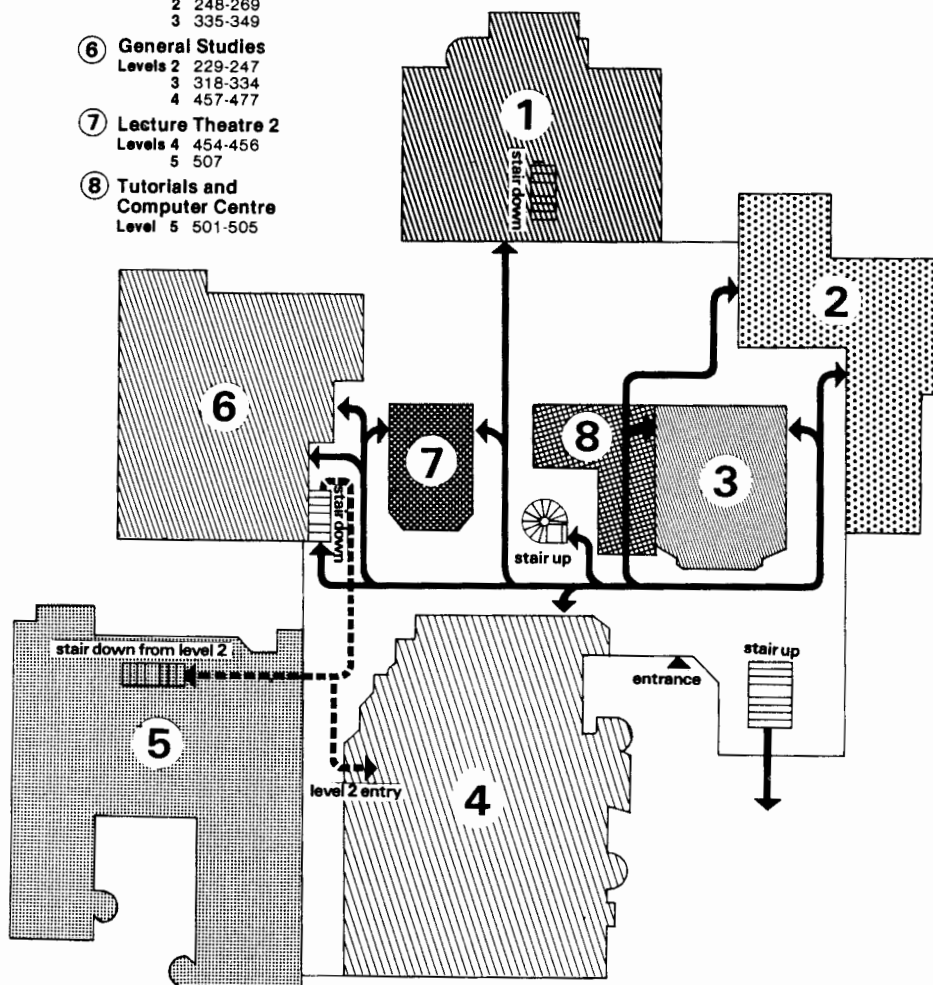 2 248-269
3 335-349
6 General Studies
Levels 2 229-247
3 318-334
4 457-477
7 Lecture Theatre 2
Levels 4 454-456
5 507
8 Tutorials and
Computer Centre
Level 5 501-505
1
stair down
2
6
8
7
3
stair down
stair up
stair down from level 2
stair up
entrance
5
level 2 entry
4